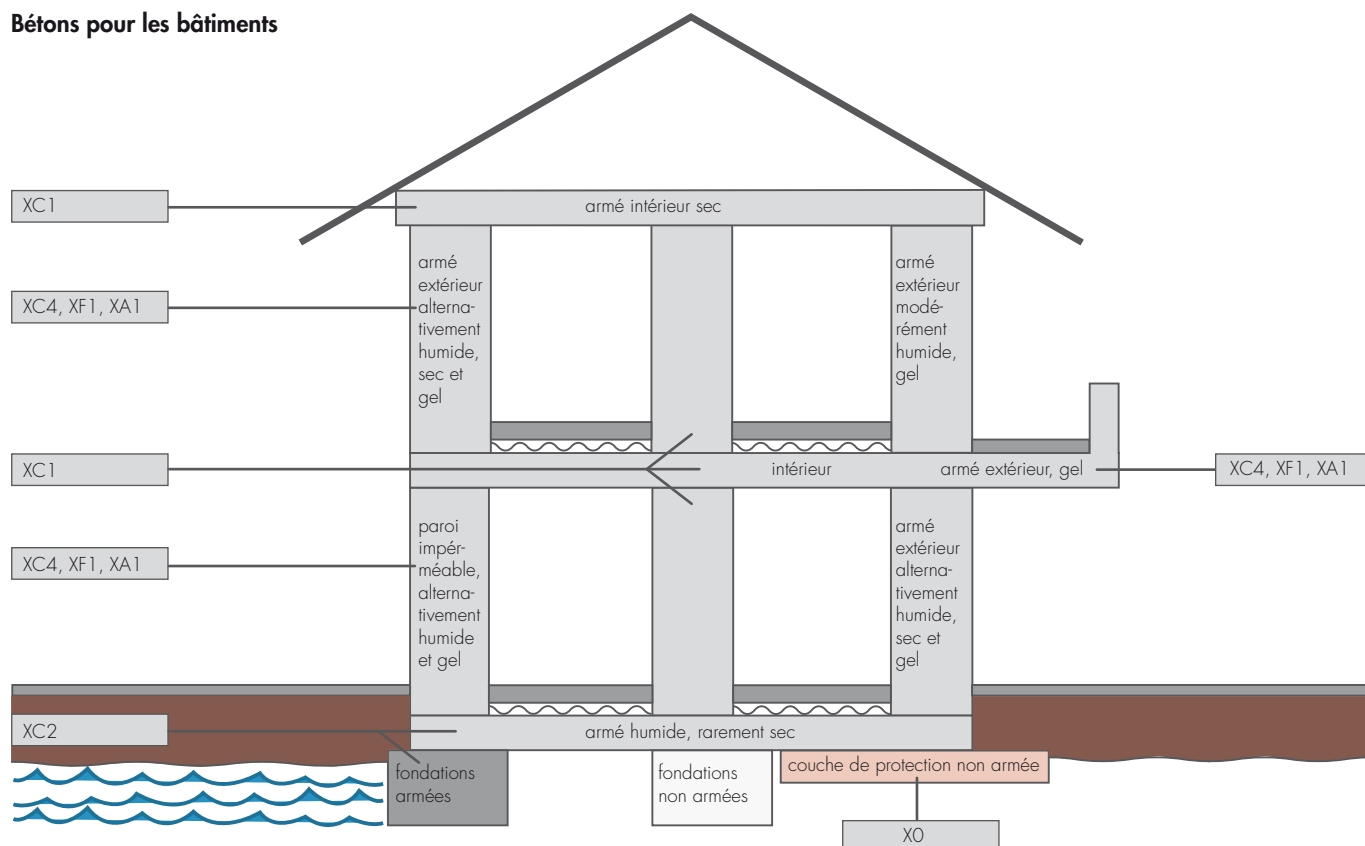 Bétons pour les bâtiments
XC1
armé intérieur sec
XC4, XF1, XA1
armé
extérieur
alterna-
tivement
humide,
sec et
gel
armé
extérieur
modé-
rément
humide,
gel
XC1
intérieur
armé extérieur, gel
XC4, XF1, XA1
XC4, XF1, XA1
paroi
impér-
méable,
alterna-
tivement
humide
et gel
armé
extérieur
alterna-
tivement
humide,
sec et
gel
XC2
armé humide, rarement sec
fondations
armées
fondations
non armées
couche de protection non armée
X0